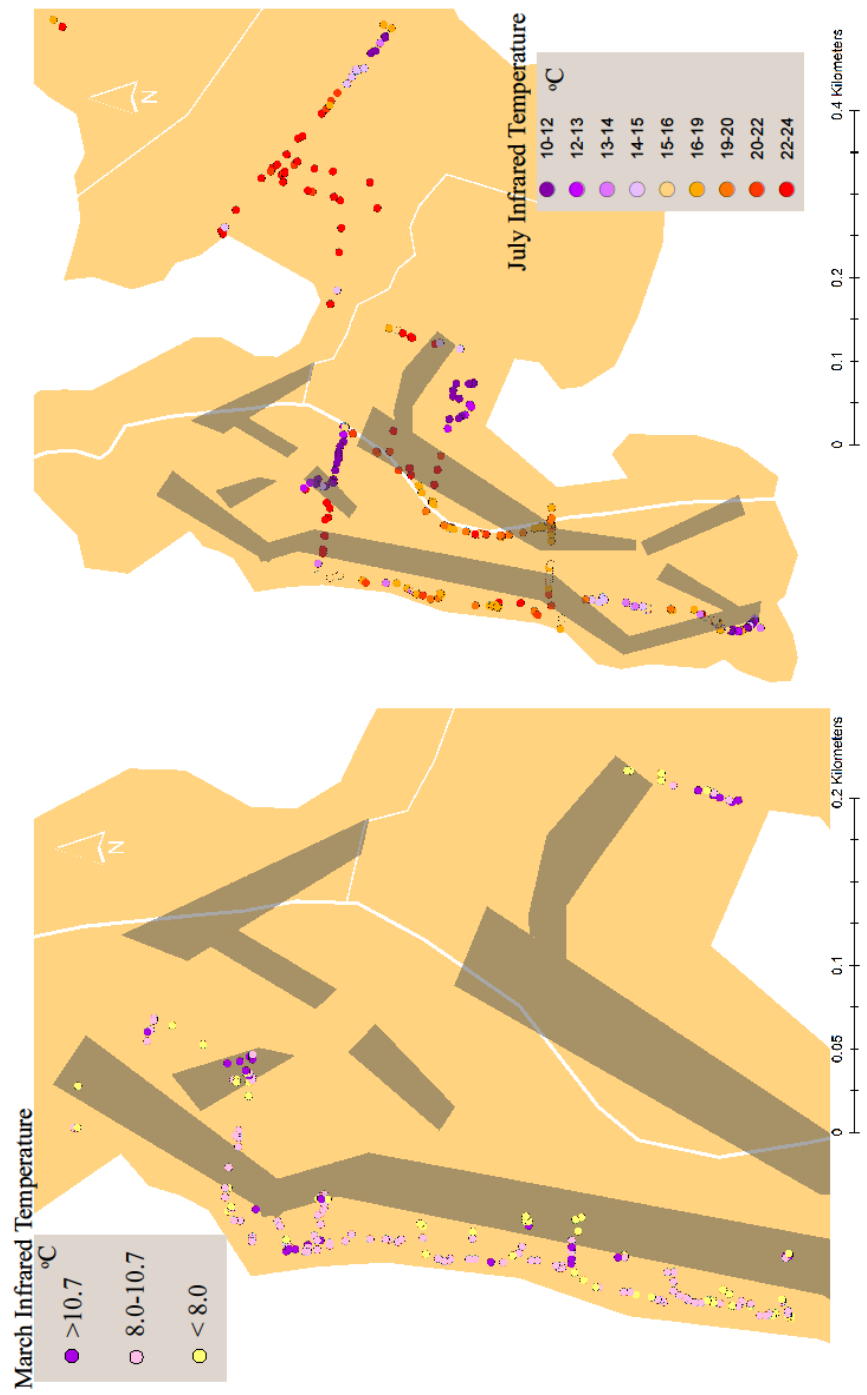 March Infrared Temperature
°C
>10.7
8.0-10.7
< 8.0
N
0
0.05
0.1
0.2 Kilometers
July Infrared Temperature
°C
10-12
12-13
13-14
14-15
15-16
16-19
19-20
20-22
22-24
N
0
0.1
0.2
0.4 Kilometers